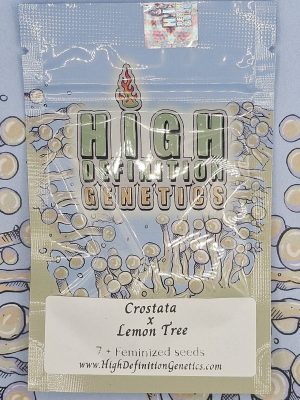 HIGH
DEFINITION
GENETICS
Crostata
x
Lemon Tree
7 + Feminized seeds
www.HighDefinitionGenetics.com